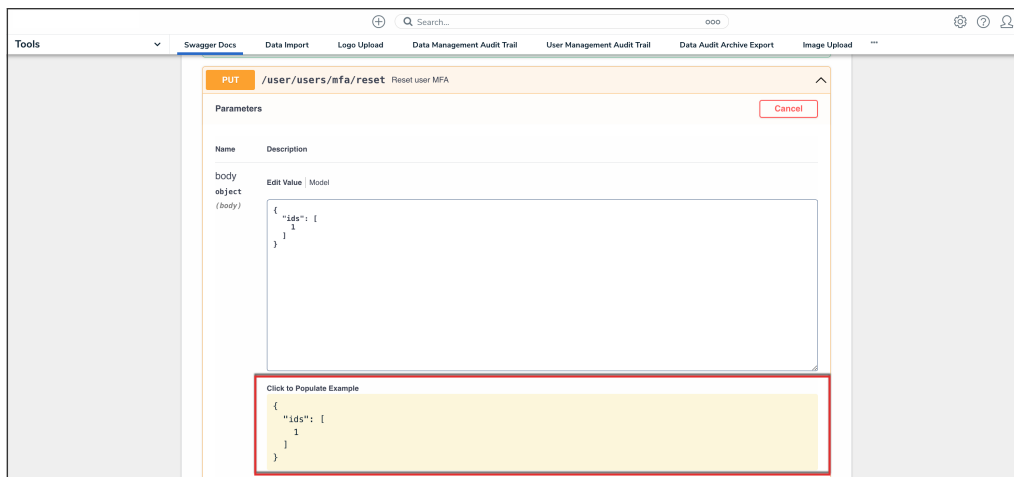 Search...
Tools
Swagger Docs Data Import Logo Upload Data Management Audit Trail User Management Audit Trail Data Audit Archive Export Image Upload ...
PUT /user/users/mfa/reset Reset user MFA
Parameters Cancel
Name Description
body
object
(body)
Edit Value | Model
{
"ids": [
1
]
}
Click to Populate Example
{
"ids": [
1
]
}